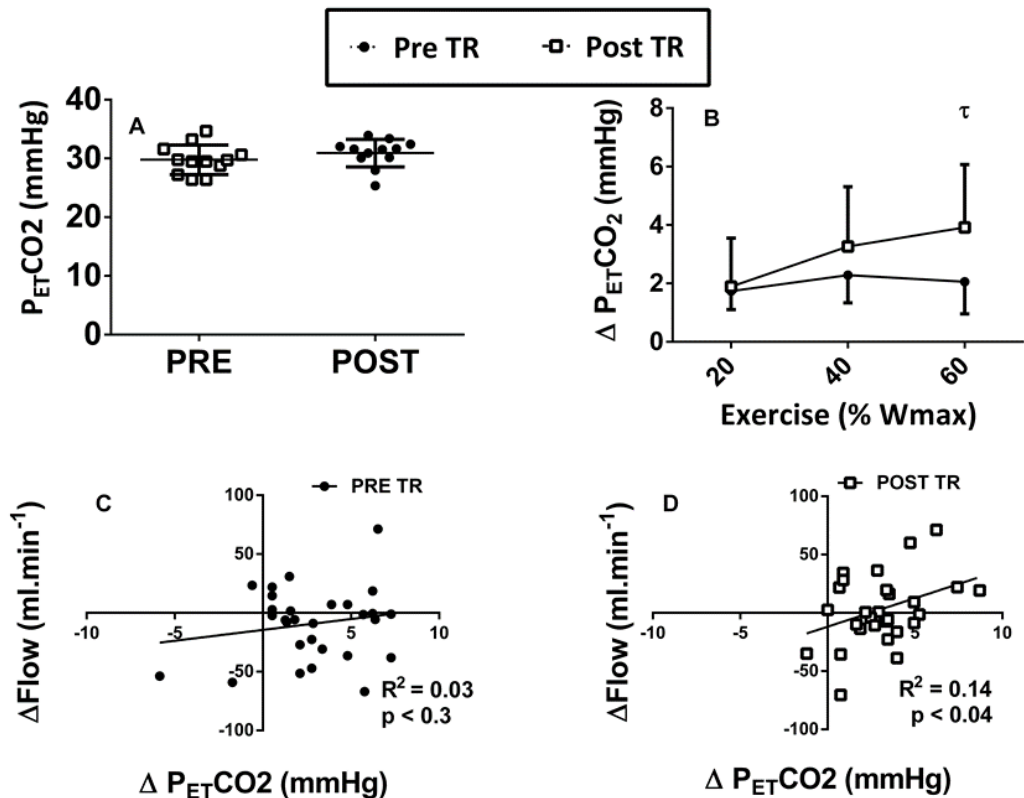 Pre TR Post TR
A
PETCO2 (mmHg)
40
30
20
10
0
PRE POST
B
τ
Δ PETCO2 (mmHg)
8
6
4
2
0
20 40 60
Exercise (% Wmax)
C
PRE TR
ΔFlow (ml.min-1)
100
50
-50
-100
-10 -5 5 10
R2 = 0.03
p < 0.3
Δ PETCO2 (mmHg)
D
POST TR
ΔFlow (ml.min-1)
100
50
-50
-100
-10 -5 5 10
R2 = 0.14
p < 0.04
Δ PETCO2 (mmHg)